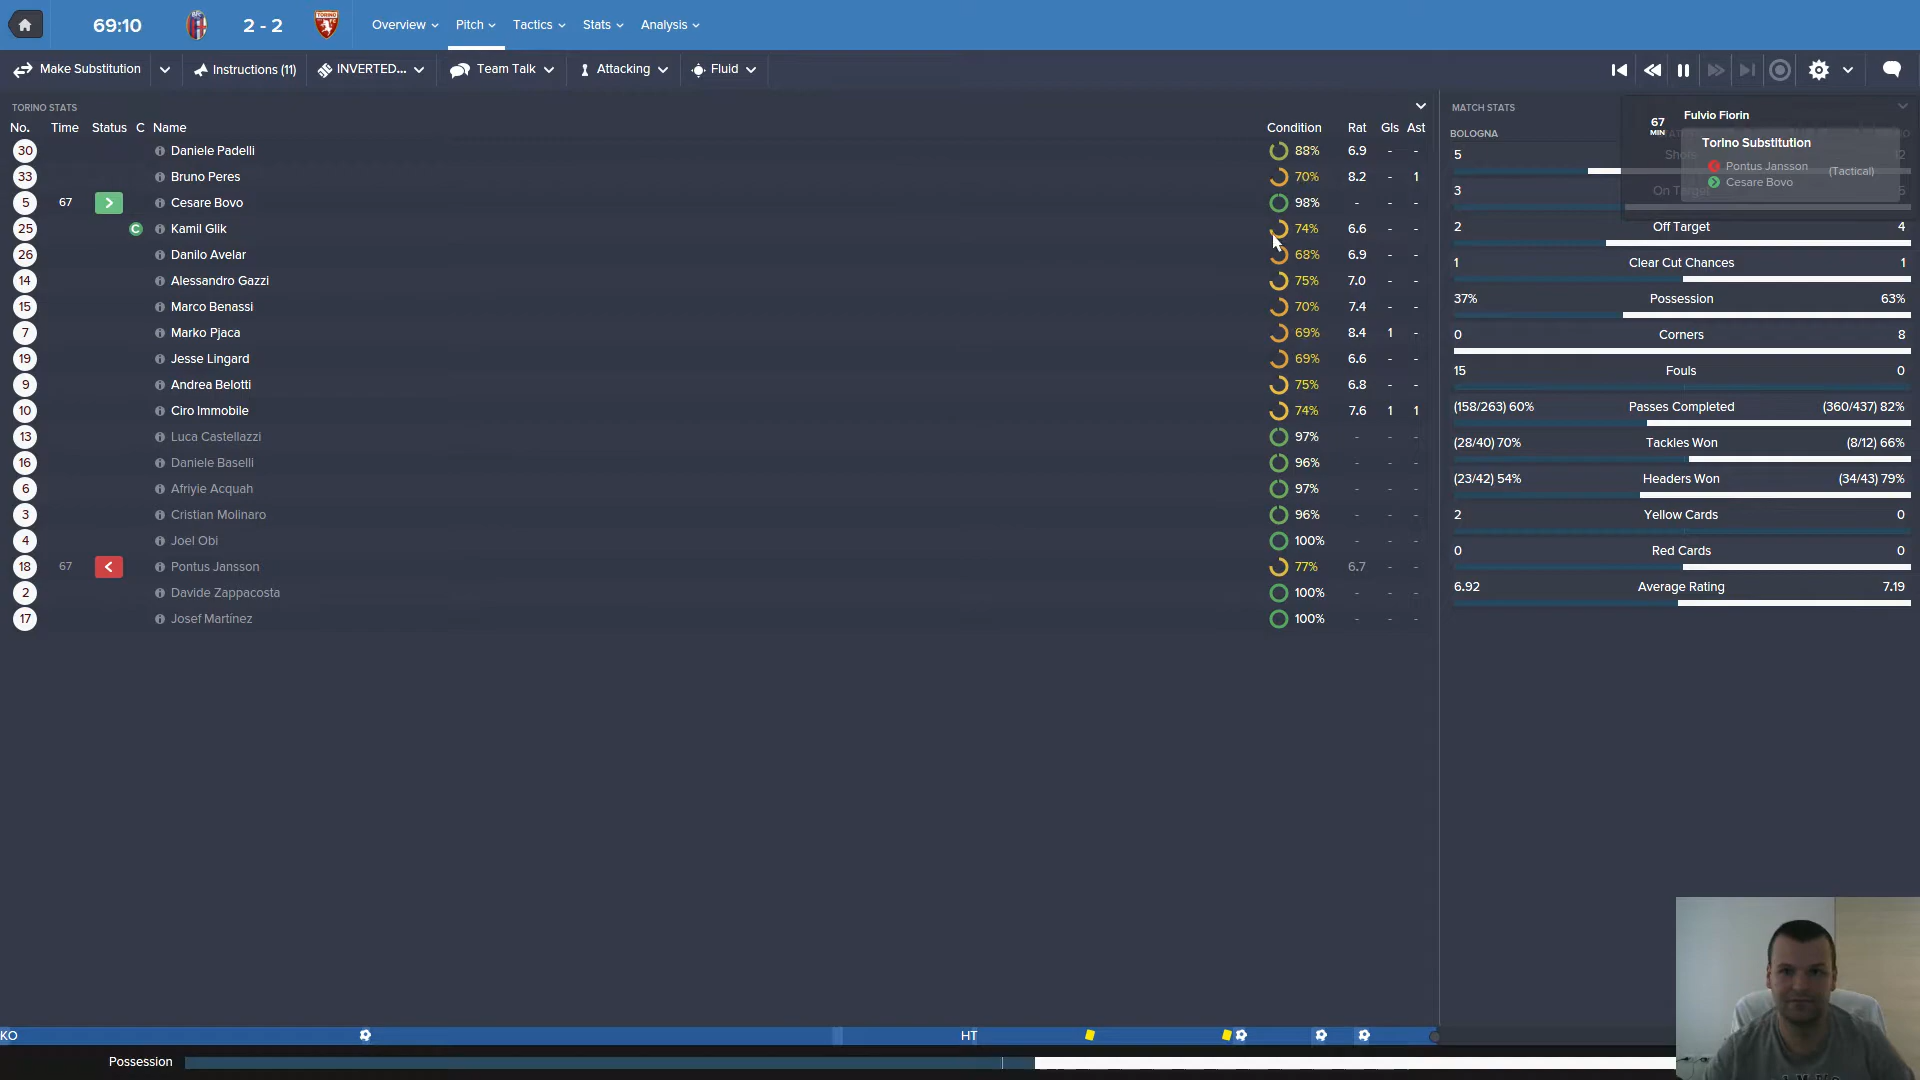 69:10 2 - 2 Overview Pitch Tactics Stats Analysis
Make Substitution Instructions (11) INVERTED... Team Talk Attacking Fluid
TORINO STATS
No. Time Status C Name Condition Rat Gls Ast
30 Daniele Padelli 88% 6.9 - -
33 Bruno Peres 70% 8.2 - 1
5 67 Cesare Bovo 98% - - -
25 C Kamil Glik 74% 6.6 - -
26 Danilo Avelar 68% 6.9 - -
14 Alessandro Gazzi 75% 7.0 - -
15 Marco Benassi 70% 7.4 - -
7 Marko Pjaca 69% 8.4 1 -
19 Jesse Lingard 69% 6.6 - -
9 Andrea Belotti 75% 6.8 - -
10 Ciro Immobile 74% 7.6 1 1
13 Luca Castellazzi 97% - - -
16 Daniele Baselli 96% - - -
6 Afriyie Acquah 97% - - -
3 Cristian Molinaro 96% - - -
4 Joel Obi 100% - - -
18 67 Pontus Jansson 77% 6.7 - -
2 Davide Zappacosta 100% - - -
17 Josef Martínez 100% - - -
MATCH STATS
BOLOGNA
67 MIN
Fulvio Fiorin
Torino Substitution
Pontus Jansson
Cesare Bovo
(Tactical)
5 Shots 12
3 On Target 5
2 Off Target 4
1 Clear Cut Chances 1
37% Possession 63%
0 Corners 8
15 Fouls 0
(158/263) 60% Passes Completed (360/437) 82%
(28/40) 70% Tackles Won (8/12) 66%
(23/42) 54% Headers Won (34/43) 79%
2 Yellow Cards 0
0 Red Cards 0
6.92 Average Rating 7.19
KO HT
Possession